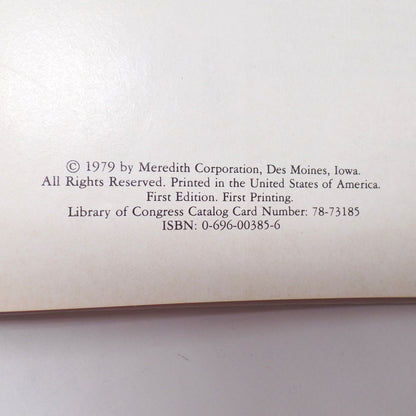 © 1979 by Meredith Corporation, Des Moines, Iowa.
All Rights Reserved. Printed in the United States of America.
First Edition. First Printing.
Library of Congress Catalog Card Number: 78-73185
ISBN: 0-696-00385-6